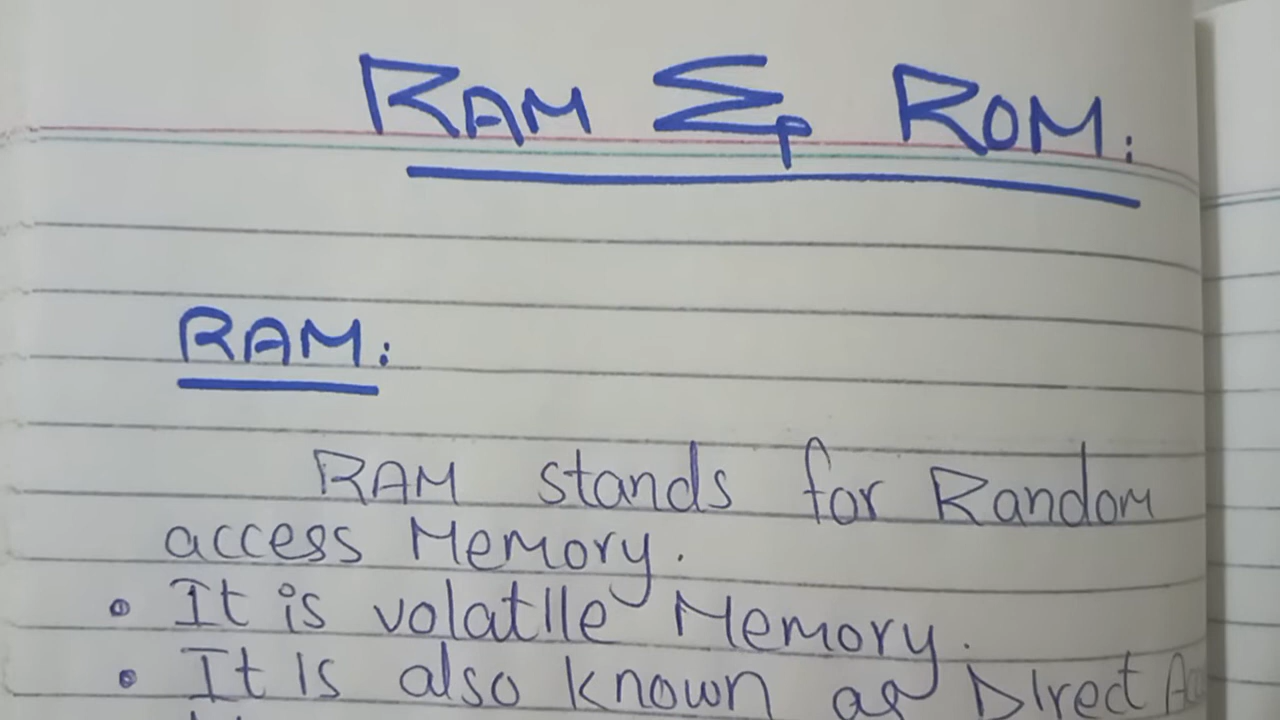 RAM & ROM:
RAM:
RAM stands for Random
access Memory.
• It is volatile Memory.
• It is also known as Direct